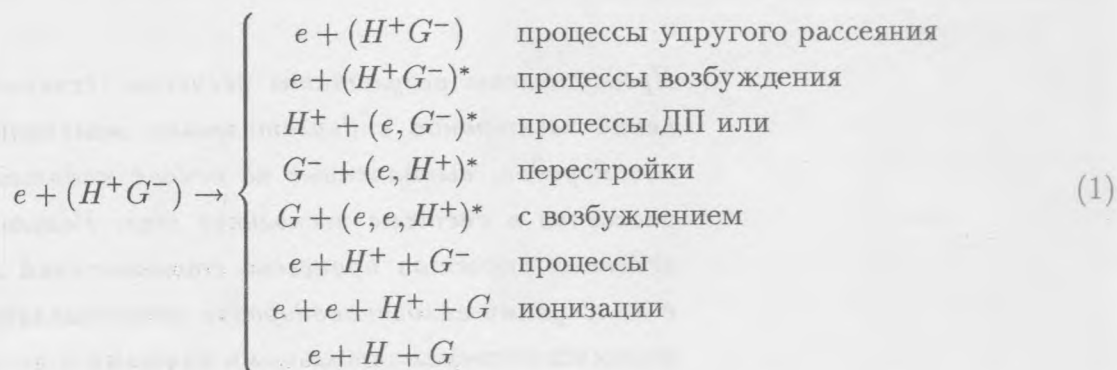 e + (H⁺G⁻) процессы упругого рассеяния
e + (H⁺G⁻)* процессы возбуждения
H⁺ + (e, G⁻)* процессы ДП или
e + (H⁺G⁻) → G⁻ + (e, H⁺)* перестройки (1)
G + (e, e, H⁺)* с возбуждением
e + H⁺ + G⁻ процессы
e + e + H⁺ + G ионизации
e + H + G